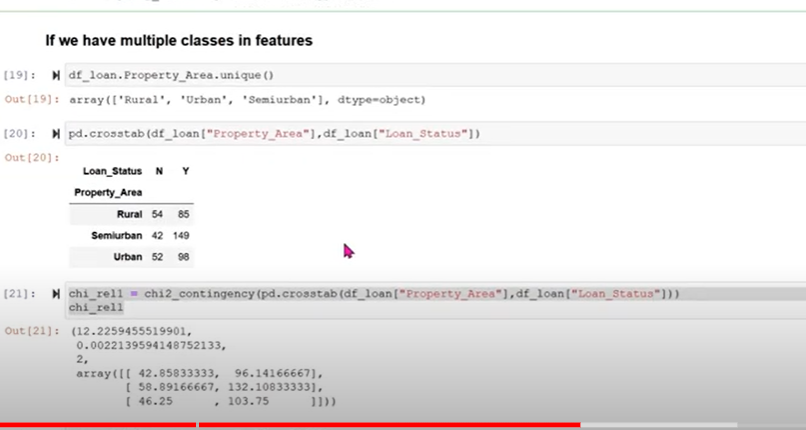 If we have multiple classes in features
[19]: df_loan.Property_Area.unique()
Out[19]: array(['Rural', 'Urban', 'Semiurban'], dtype=object)
[20]: pd.crosstab(df_loan["Property_Area"],df_loan["Loan_Status"])
Out[20]:
Loan_Status N Y
Property_Area
Rural 54 85
Semiurban 42 149
Urban 52 98
[21]: chi_rel1 = chi2_contingency(pd.crosstab(df_loan["Property_Area"],df_loan["Loan_Status"]))
chi_rel1
Out[21]: (12.2259455519901,
0.0022139594148752133,
2,
array([[ 42.85833333, 96.14166667],
[ 58.89166667, 132.10833333],
[ 46.25 , 103.75 ]]))